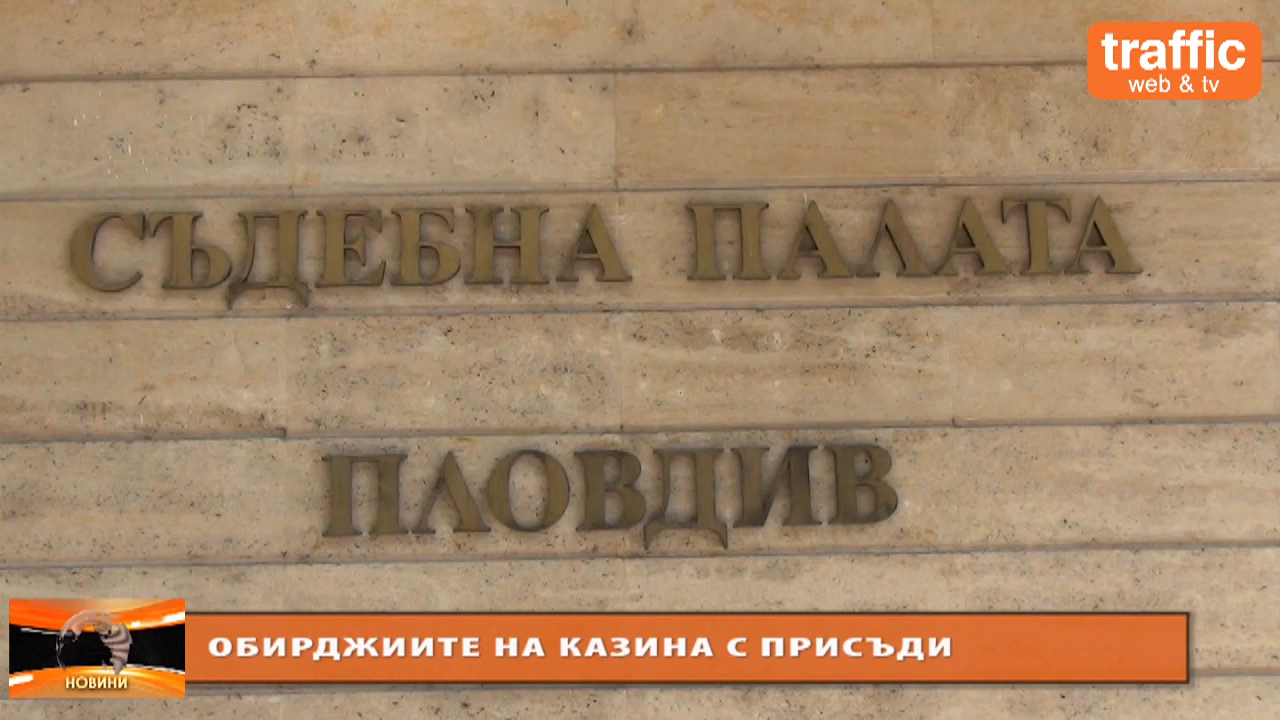 traffic
web & tv
СЪДЕБНА ПАЛАТА
ПЛОВДИВ
ОБИРДЖИИТЕ НА КАЗИНА С ПРИСЪДИ
НОВИНИ